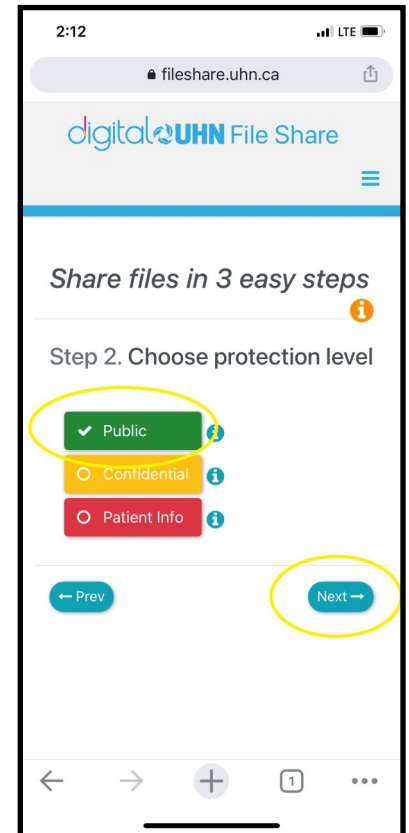 2:12 LTE
fileshare.uhn.ca
digital UHN File Share
Share files in 3 easy steps
i
Step 2. Choose protection level
Public i
Confidential i
Patient Info i
← Prev Next →
1